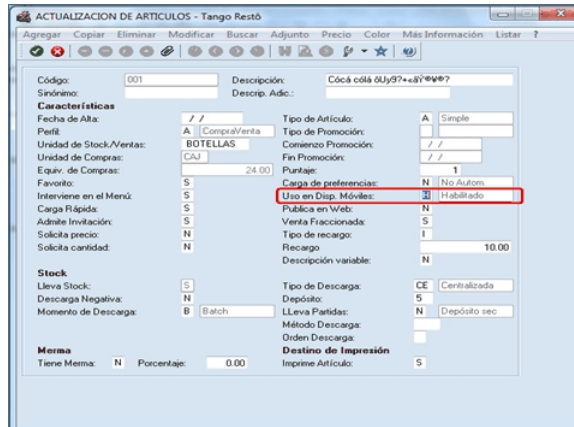 ACTUALIZACION DE ARTICULOS - Tango Restô
Agregar Copiar Eliminar Modificar Buscar Adjunto Precio Color Más Información Listar ?
Código: 001 Descripción:
Sinónimo: Descrip. Adic.:
Características
Fecha de Alta: / / Tipo de Artículo: A Simple
Perfil: A CompraVenta Tipo de Promoción:
Unidad de Stock/Ventas: BOTELLAS Comienzo Promoción: / /
Unidad de Compras: CAJ Fin Promoción: / /
Equiv. de Compras: 24.00 Puntaje: 1
Favorito: S Carga de preferencias: N No Autom.
Interviene en el Menú: S Uso en Disp. Móviles: H Habilitado
Carga Rápida: S Publica en Web: N
Admite Invitación: S Venta Fraccionada: S
Solicita precio: N Tipo de recargo: I
Solicita cantidad: N Recargo 10.00
Descripción variable: N
Stock
Lleva Stock: S Tipo de Descarga: CE Centralizada
Descarga Negativa: N Depósito: 5
Momento de Descarga: B Batch LLeva Partidas: N Depósito sec
Método Descarga:
Orden Descarga:
Merma Destino de Impresión
Tiene Merma: N Porcentaje: 0.00 Imprime Artículo: S